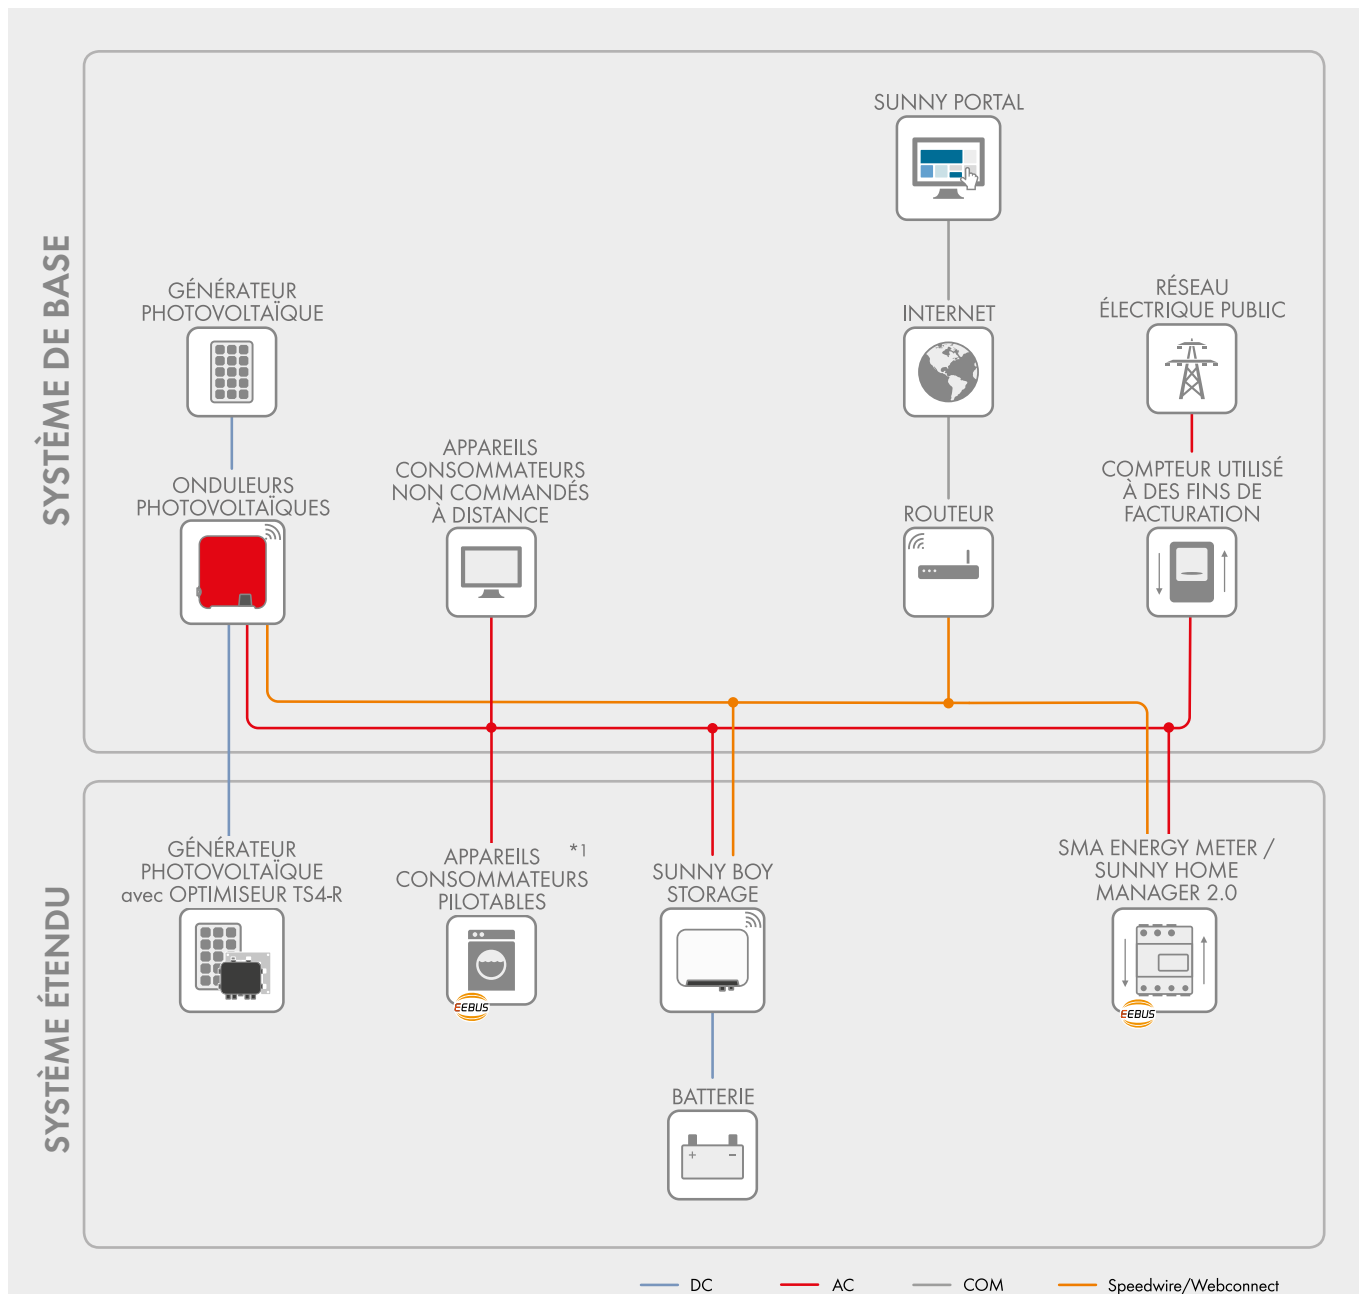 SYSTÈME DE BASE
SUNNY PORTAL
GÉNÉRATEUR
PHOTOVOLTAÏQUE
INTERNET
RÉSEAU
ÉLECTRIQUE PUBLIC
ONDULEURS
PHOTOVOLTAÏQUES
APPAREILS
CONSOMMATEURS
NON COMMANDÉS
À DISTANCE
ROUTEUR
COMPTEUR UTILISÉ
À DES FINS DE
FACTURATION
SYSTÈME ÉTENDU
GÉNÉRATEUR
PHOTOVOLTAÏQUE
avec OPTIMISEUR TS4-R
APPAREILS *1
CONSOMMATEURS
PILOTABLES
EEBUS
SUNNY BOY
STORAGE
SMA ENERGY METER /
SUNNY HOME
MANAGER 2.0
EEBUS
BATTERIE
+ −
DC
AC
COM
Speedwire/Webconnect